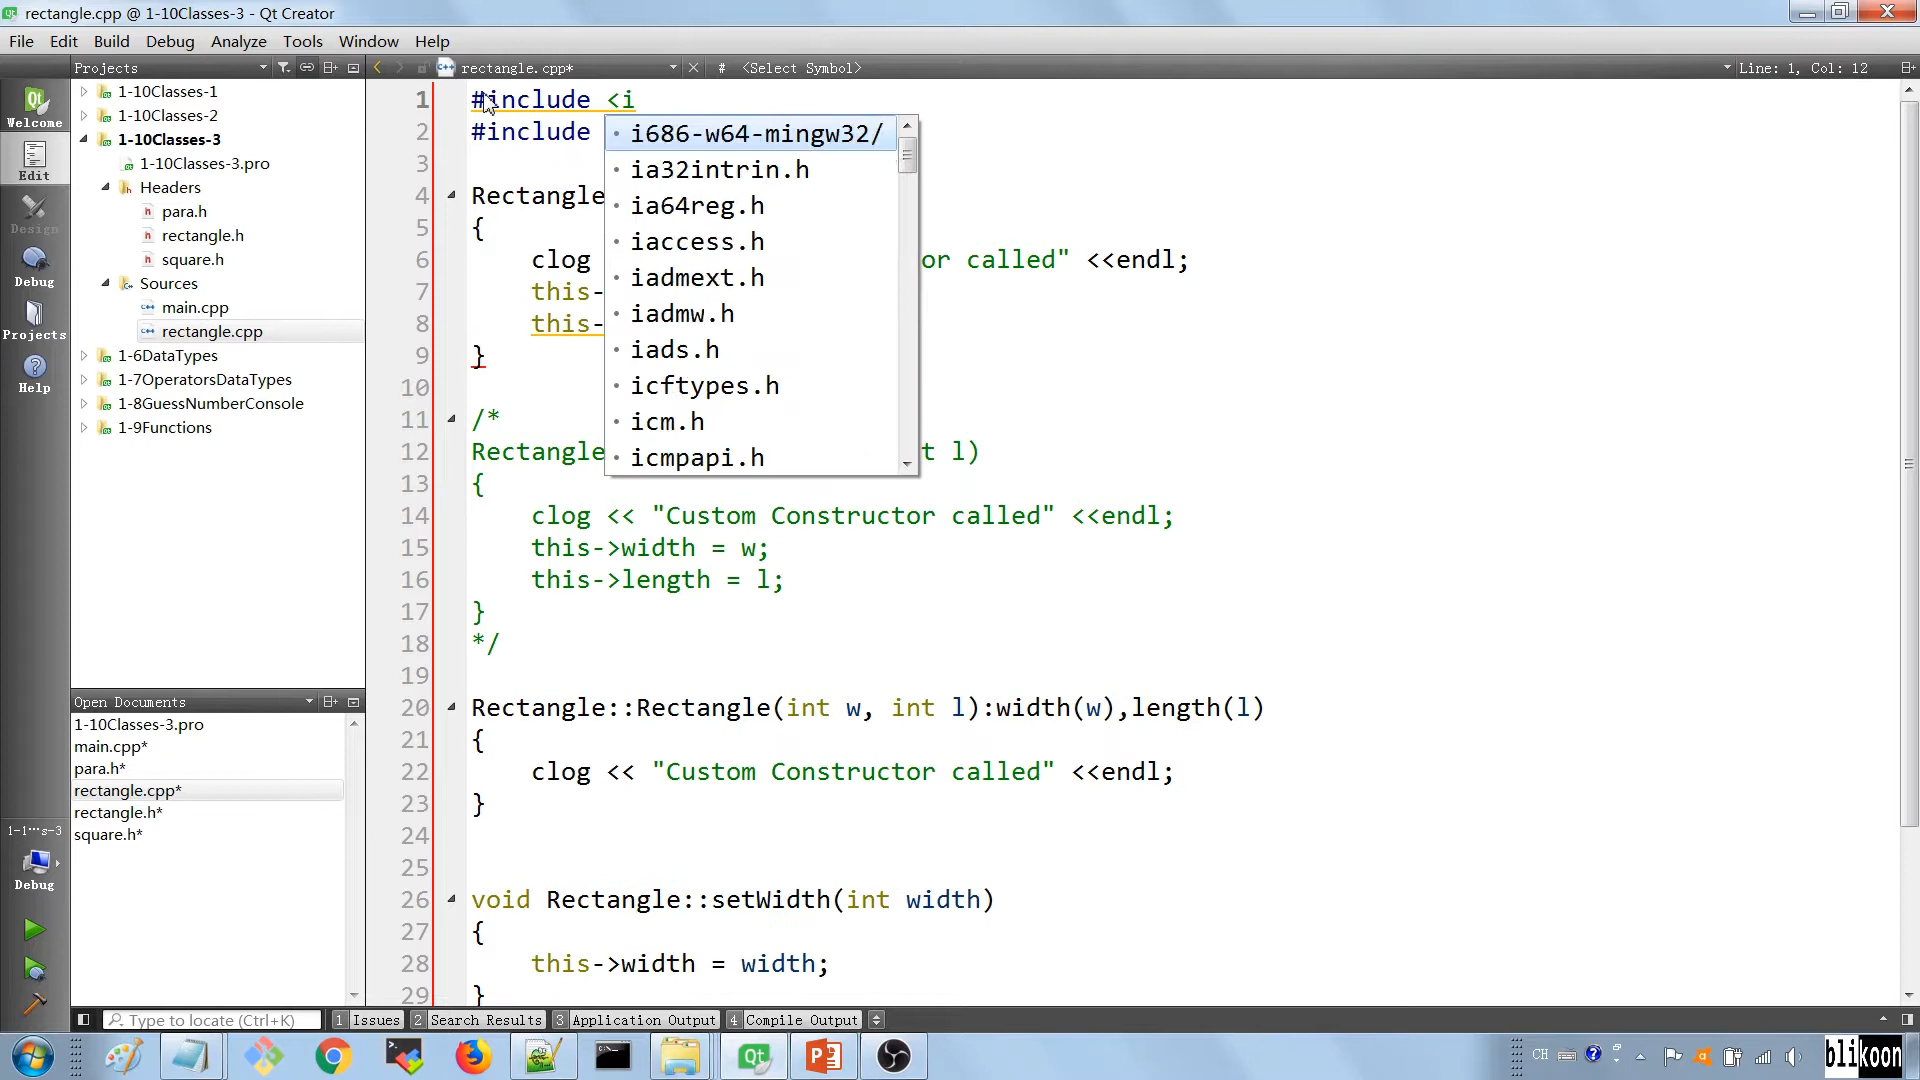 rectangle.cpp @ 1-10Classes-3 - Qt Creator
File Edit Build Debug Analyze Tools Window Help
Projects
rectangle.cpp*
# <Select Symbol>
Line: 1, Col: 12
Welcome
Edit
Design
Debug
Projects
Help
1-10Classes-1
1-10Classes-2
1-10Classes-3
1-10Classes-3.pro
Headers
para.h
rectangle.h
square.h
Sources
main.cpp
rectangle.cpp
1-6DataTypes
1-7OperatorsDataTypes
1-8GuessNumberConsole
1-9Functions
Open Documents
1-10Classes-3.pro
main.cpp*
para.h*
rectangle.cpp*
rectangle.h*
square.h*
1-1···s-3
Debug
1 #include <i
2 #include
3
4 Rectangle
5 {
6 clog or called" <<endl;
7 this-
8 this-
9 }
10
11 /*
12 Rectangle t l)
13 {
14 clog << "Custom Constructor called" <<endl;
15 this->width = w;
16 this->length = l;
17 }
18 */
19
20 Rectangle::Rectangle(int w, int l):width(w),length(l)
21 {
22 clog << "Custom Constructor called" <<endl;
23 }
24
25
26 void Rectangle::setWidth(int width)
27 {
28 this->width = width;
29 }
i686-w64-mingw32/
ia32intrin.h
ia64reg.h
iaccess.h
iadmext.h
iadmw.h
iads.h
icftypes.h
icm.h
icmpapi.h
Type to locate (Ctrl+K)
1 Issues
2 Search Results
3 Application Output
4 Compile Output
CH
blikoon